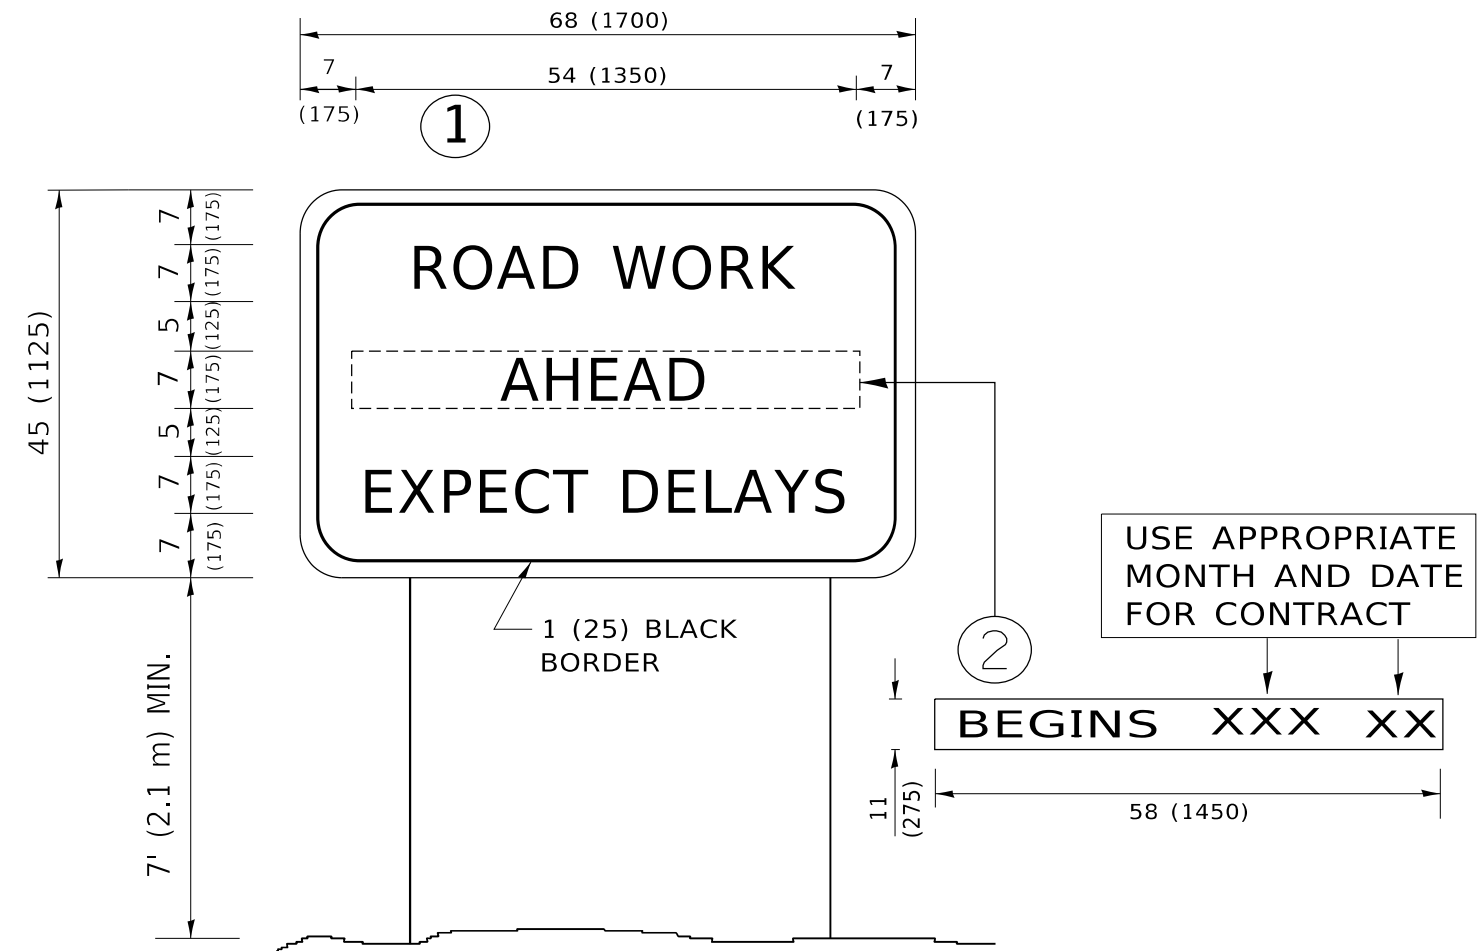 68 (1700)
7 54 (1350) 7
(175) (175)
1
7 (175)
7 (175)
5 (125)
7 (175)
5 (125)
7 (175)
7 (175)
45 (1125)
ROAD WORK
AHEAD
EXPECT DELAYS
1 (25) BLACK
BORDER
7' (2.1 m) MIN.
USE APPROPRIATE
MONTH AND DATE
FOR CONTRACT
2
BEGINS XXX XX
11
(275)
58 (1450)